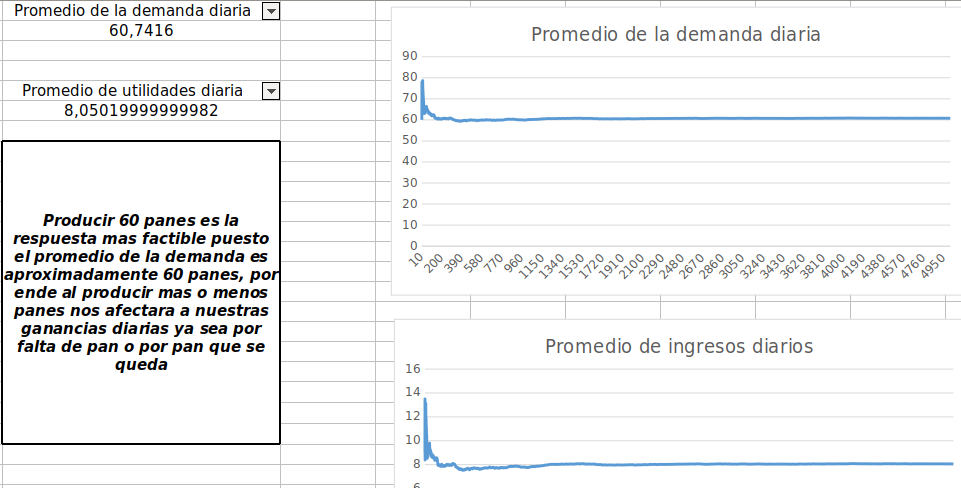 Promedio de la demanda diaria
60,7416
Promedio de utilidades diaria
8,05019999999982
Producir 60 panes es la
respuesta mas factible puesto
el promedio de la demanda es
aproximadamente 60 panes, por
ende al producir mas o menos
panes nos afectara a nuestras
ganancias diarias ya sea por
falta de pan o por pan que se
queda
Promedio de la demanda diaria
90
80
70
60
50
40
30
20
10
0
10 200 390 580 770 960 1150 1340 1530 1720 1910 2100 2290 2480 2670 2860 3050 3240 3430 3620 3810 4000 4190 4380 4570 4760 4950
Promedio de ingresos diarios
16
14
12
10
8
6